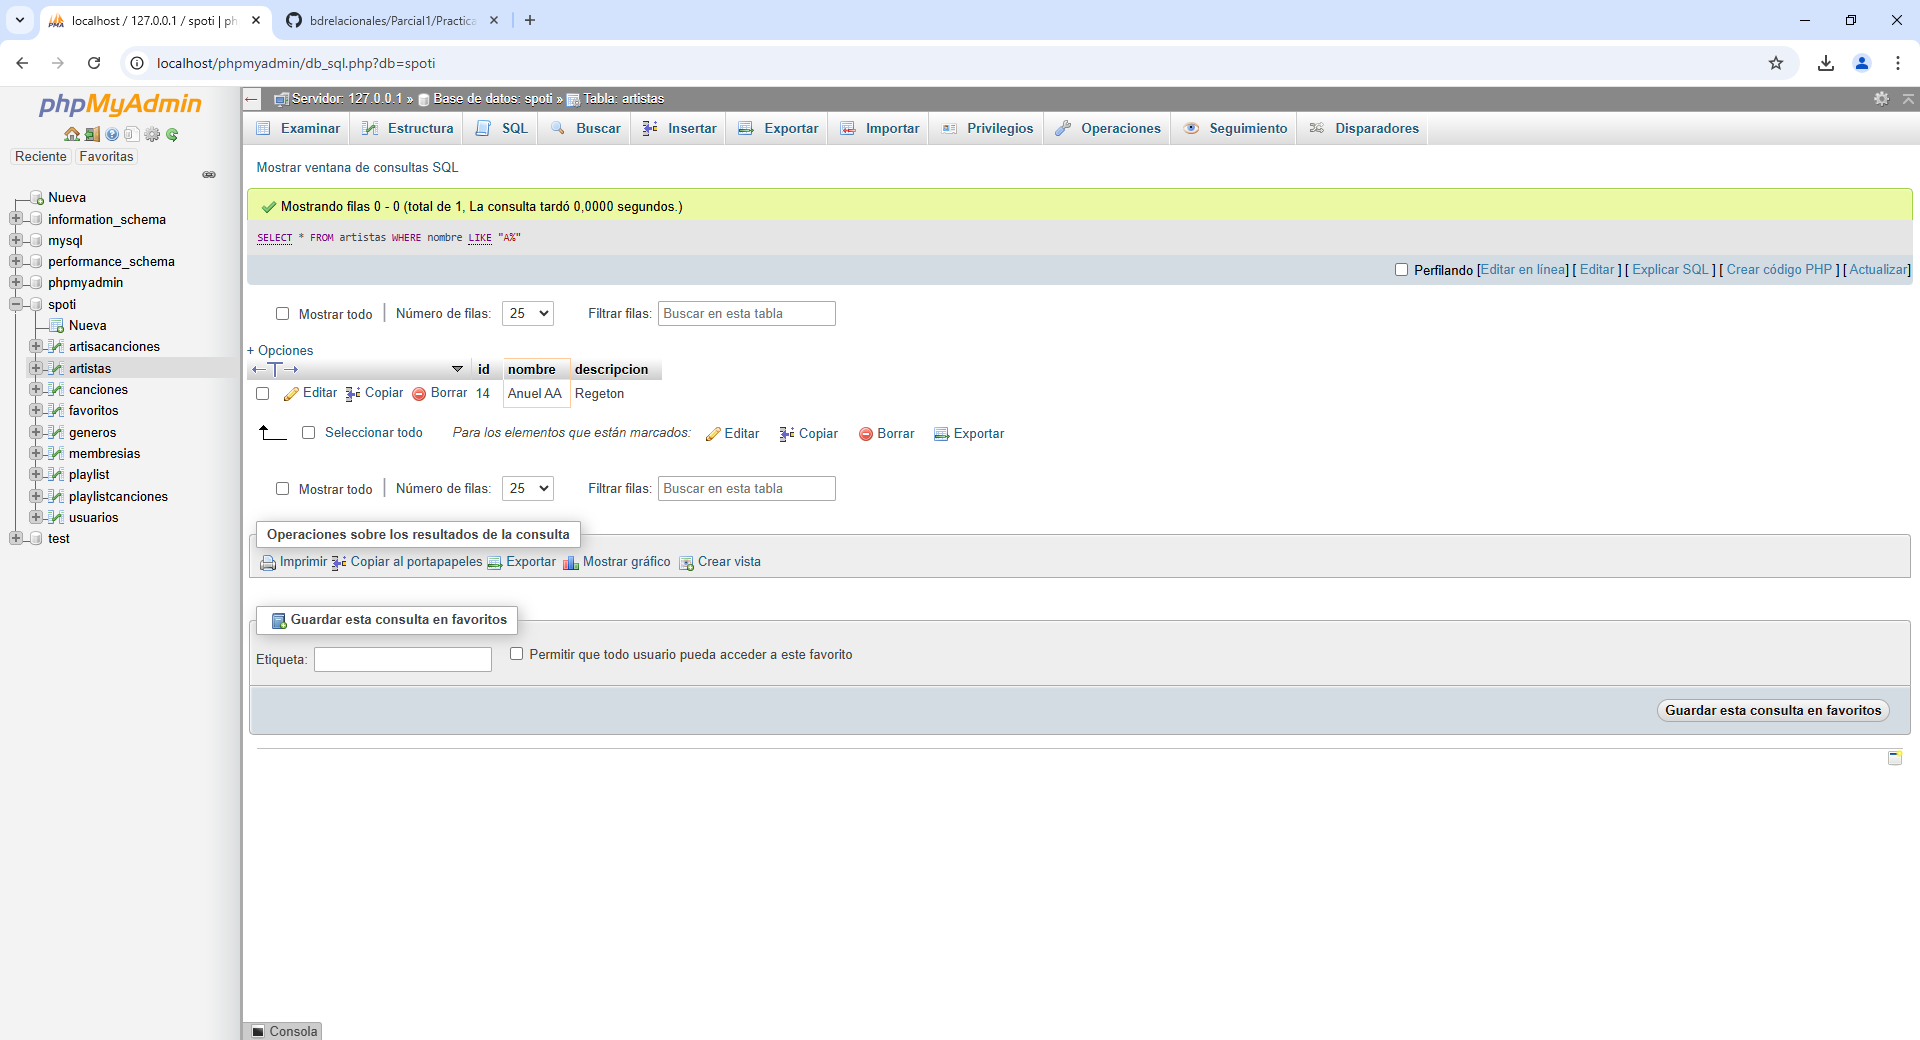 localhost / 127.0.0.1 / spoti | ph
bdrelacionales/Parcial1/Practica
localhost/phpmyadmin/db_sql.php?db=spoti
phpMyAdmin
Reciente Favoritas
Nueva
information_schema
mysql
performance_schema
phpmyadmin
spoti
Nueva
artisacanciones
artistas
canciones
favoritos
generos
membresias
playlist
playlistcanciones
usuarios
test
Servidor: 127.0.0.1 » Base de datos: spoti » Tabla: artistas
Examinar Estructura SQL Buscar Insertar Exportar Importar Privilegios Operaciones Seguimiento Disparadores
Mostrar ventana de consultas SQL
Mostrando filas 0 - 0 (total de 1, La consulta tardó 0,0000 segundos.)
SELECT * FROM artistas WHERE nombre LIKE "A%"
Perfilando [Editar en línea] [ Editar ] [ Explicar SQL ] [ Crear código PHP ] [ Actualizar]
Mostrar todo | Número de filas: 25 Filtrar filas: Buscar en esta tabla
+ Opciones
←T→ id nombre descripcion
Editar Copiar Borrar 14 Anuel AA Regeton
Seleccionar todo Para los elementos que están marcados: Editar Copiar Borrar Exportar
Mostrar todo | Número de filas: 25 Filtrar filas: Buscar en esta tabla
Operaciones sobre los resultados de la consulta
Imprimir Copiar al portapapeles Exportar Mostrar gráfico Crear vista
Guardar esta consulta en favoritos
Etiqueta: Permitir que todo usuario pueda acceder a este favorito
Guardar esta consulta en favoritos
Consola